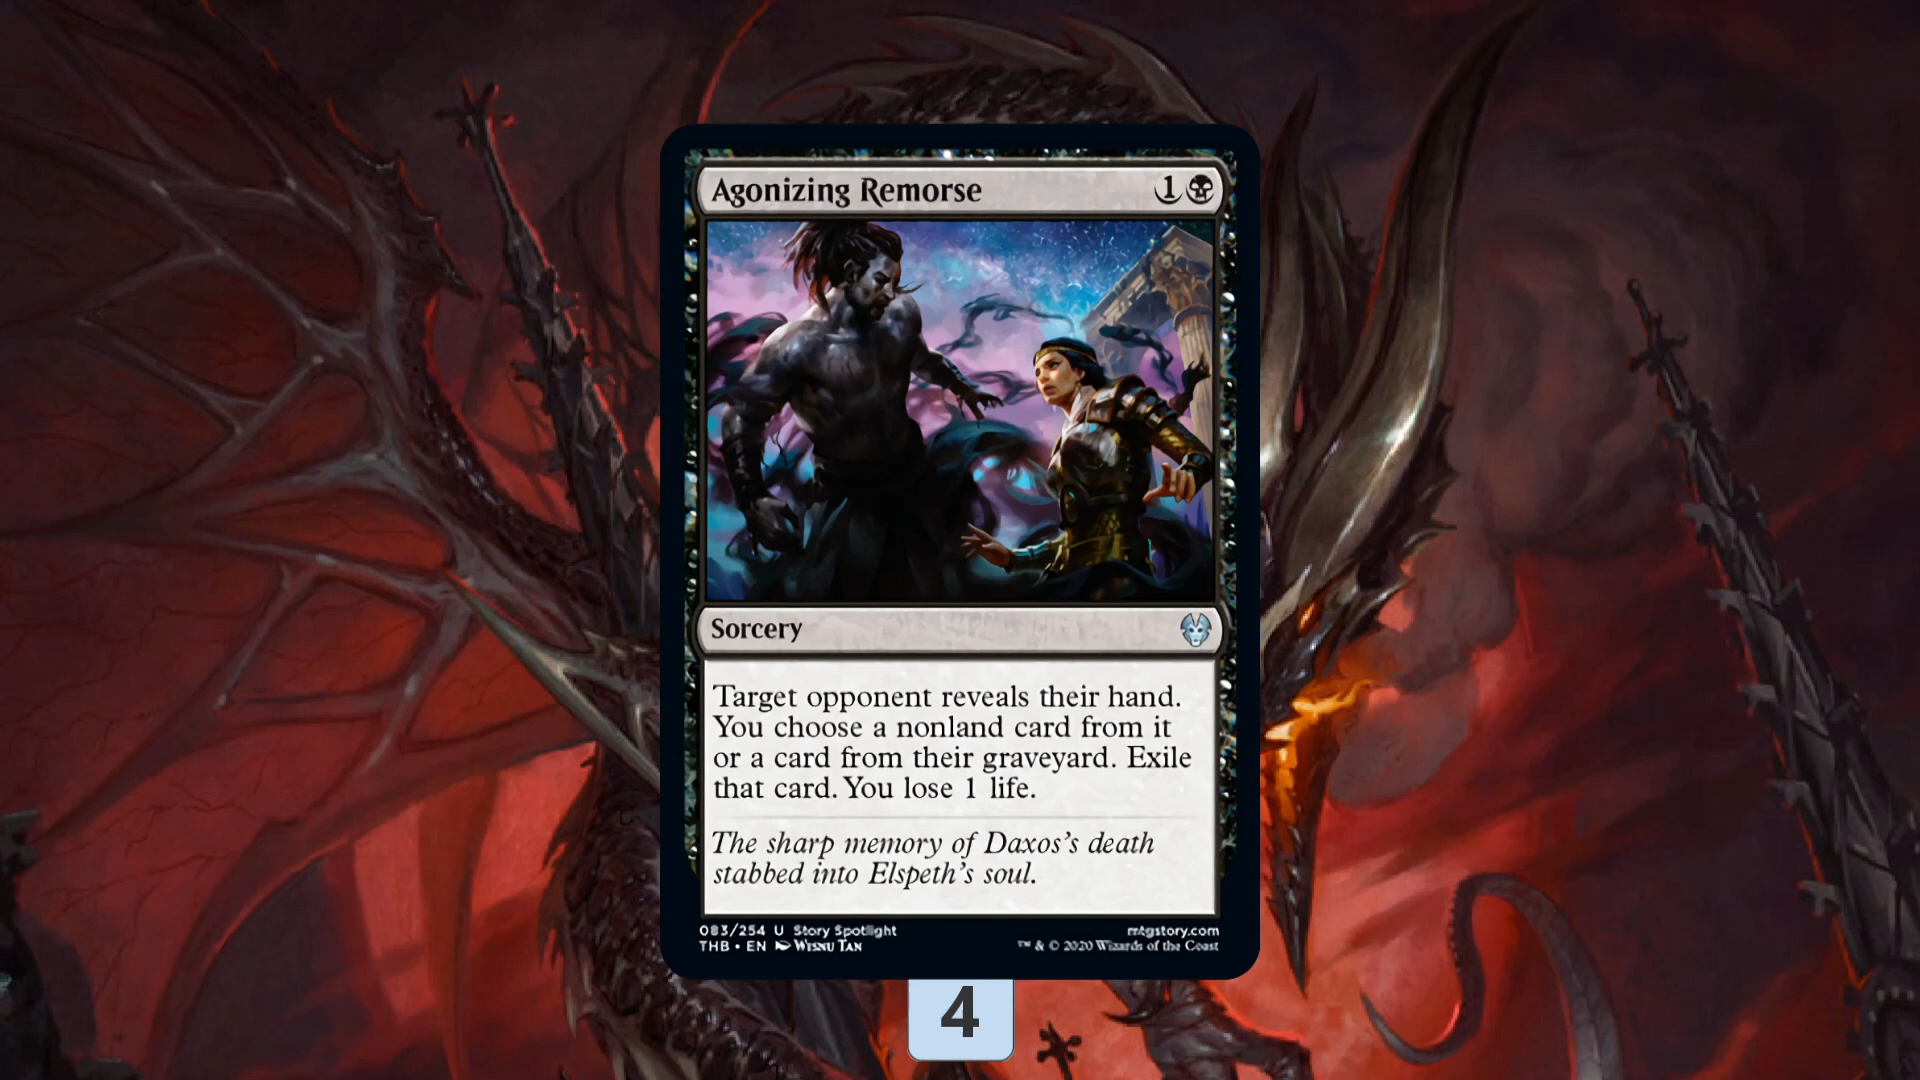 Agonizing Remorse 1
Sorcery
Target opponent reveals their hand.
You choose a nonland card from it
or a card from their graveyard. Exile
that card. You lose 1 life.
The sharp memory of Daxos's death
stabbed into Elspeth's soul.
083/254 U Story Spotlight mtgstory.com
THB • EN Wisnu Tan ™ & © 2020 Wizards of the Coast
4